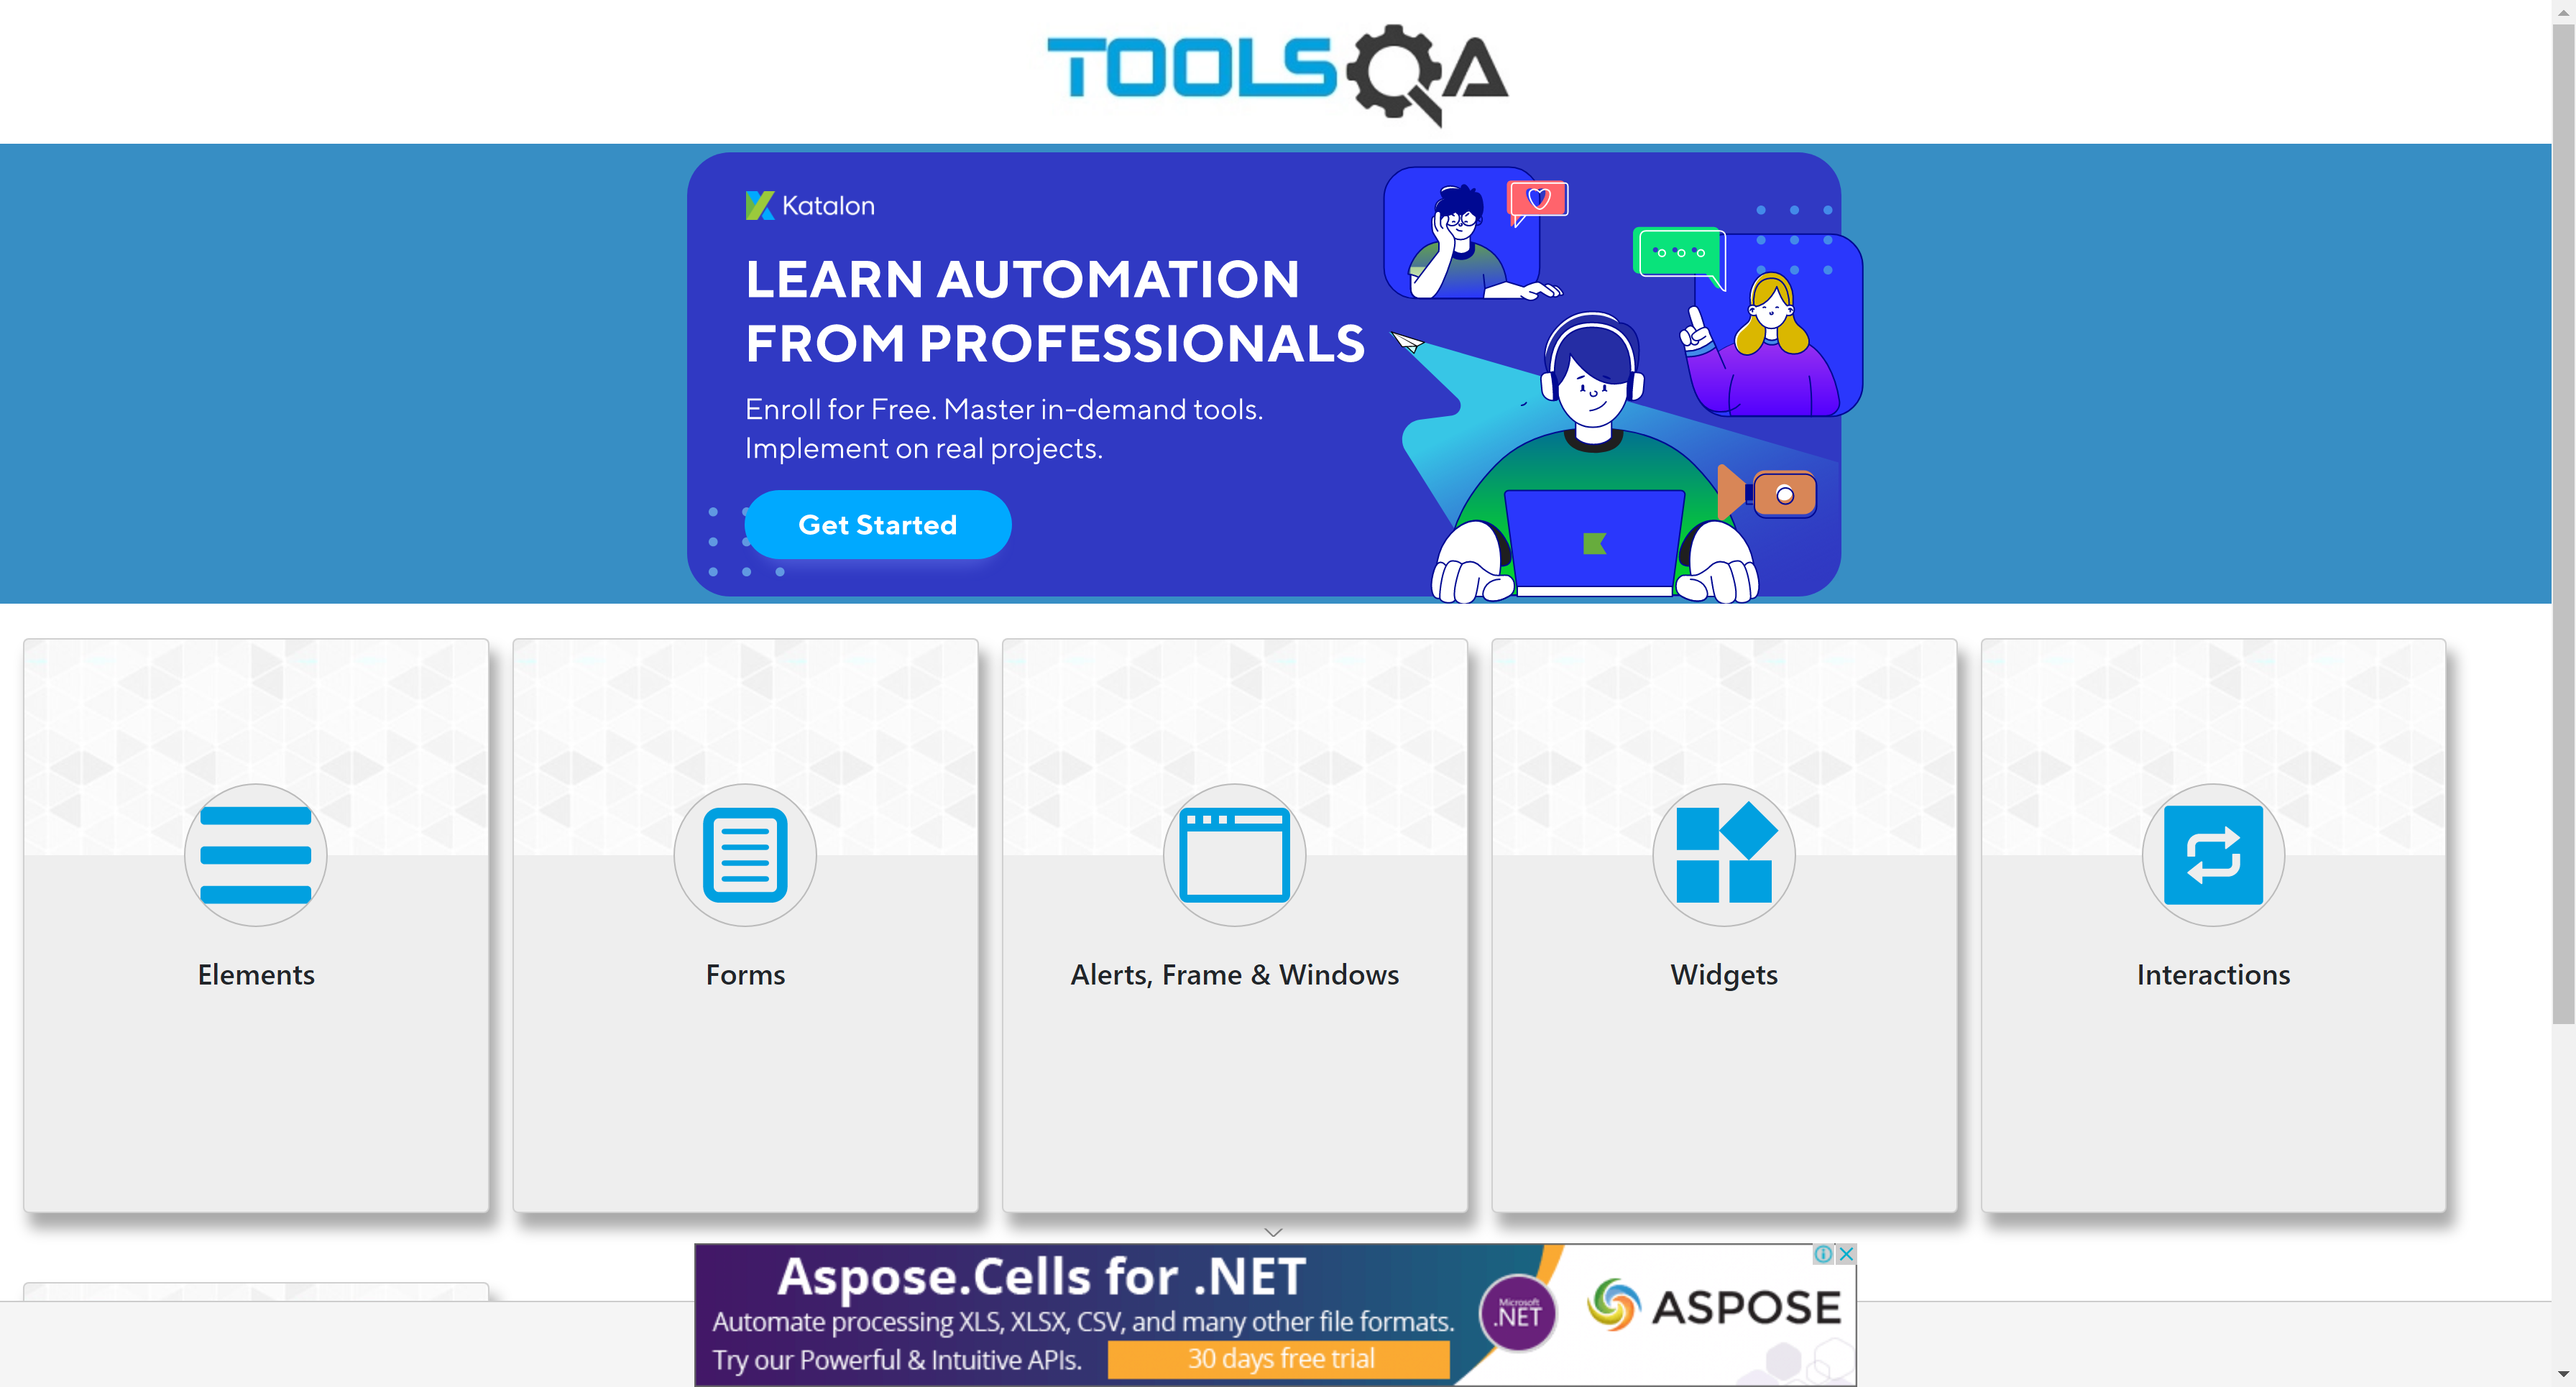 TOOLSQA
Katalon
LEARN AUTOMATION
FROM PROFESSIONALS
Enroll for Free. Master in-demand tools.
Implement on real projects.
Get Started
Elements
Forms
Alerts, Frame & Windows
Widgets
Interactions
Aspose.Cells for .NET
Automate processing XLS, XLSX, CSV, and many other file formats.
Try our Powerful & Intuitive APIs.
30 days free trial
Microsoft
.NET
ASPOSE